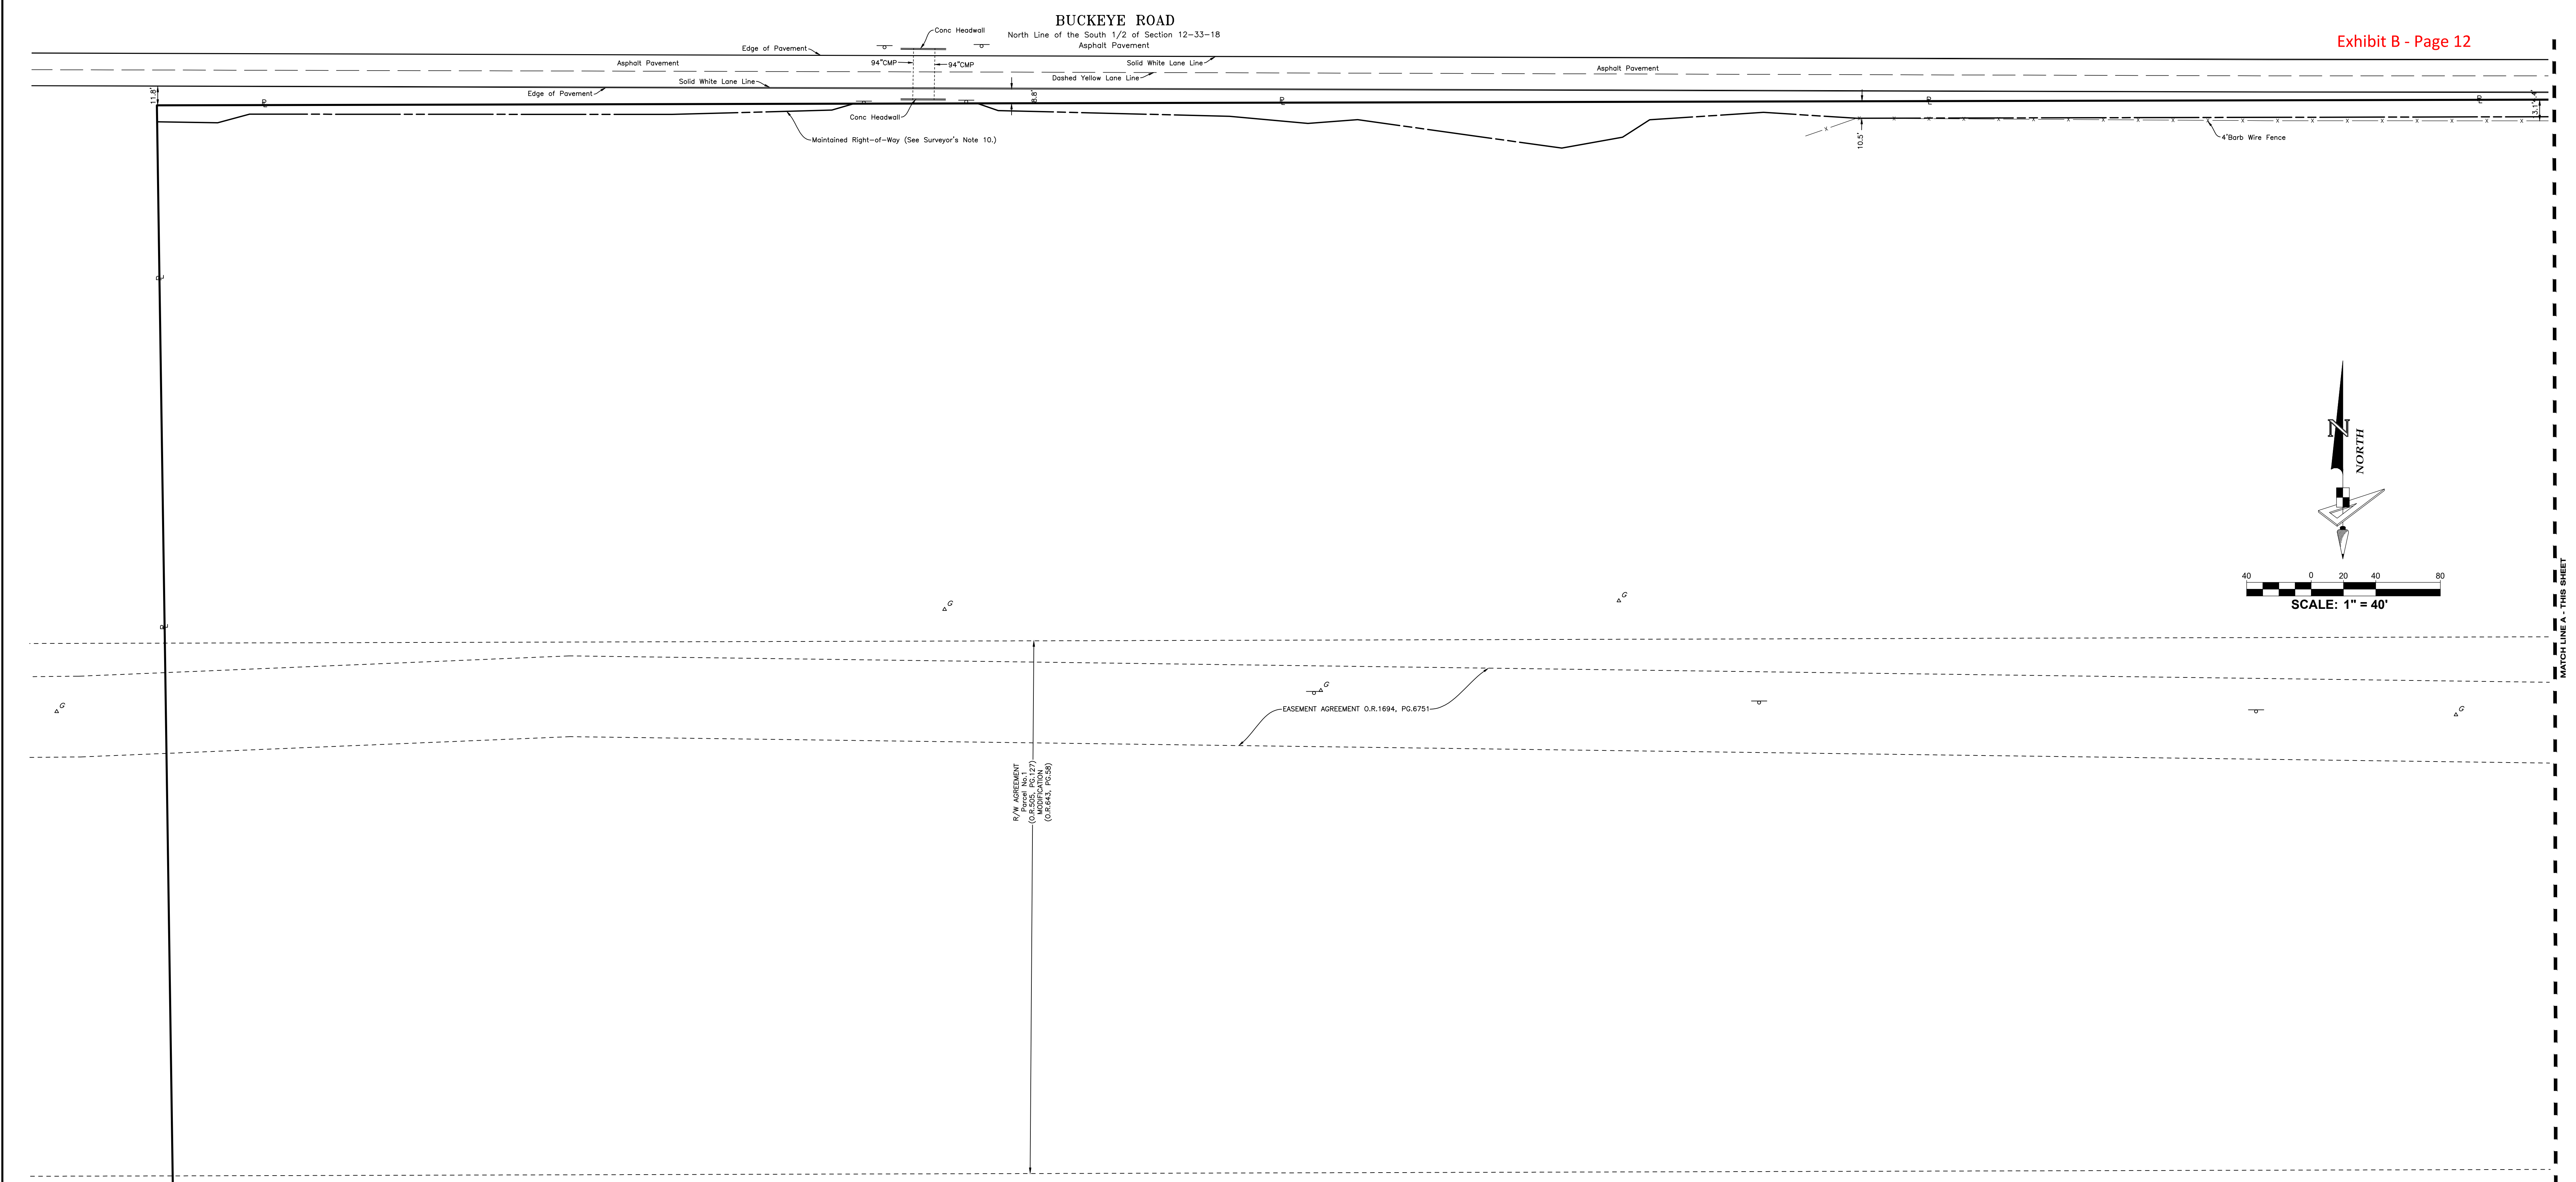 BUCKEYE ROAD
North Line of the South 1/2 of Section 12-33-18
Asphalt Pavement
Exhibit B - Page 12
Conc Headwall
Edge of Pavement
Asphalt Pavement
94"CMP
94"CMP
Solid White Lane Line
Asphalt Pavement
Dashed Yellow Lane Line
Solid White Lane Line
Edge of Pavement
11.8'
8.8'
Conc Headwall
Maintained Right-of-Way (See Surveyor's Note 10.)
10.5'
4'Barb Wire Fence
13.1'
N
NORTH
40 0 20 40 80
SCALE: 1" = 40'
MATCH LINE A - THIS SHEET
G
G
G
G
G
EASEMENT AGREEMENT O.R.1694, PG.6751
R/W AGREEMENT
Parcel No.1
(O.R.505, PG.127)
MODIFICATION
(O.R.643, PG.58)